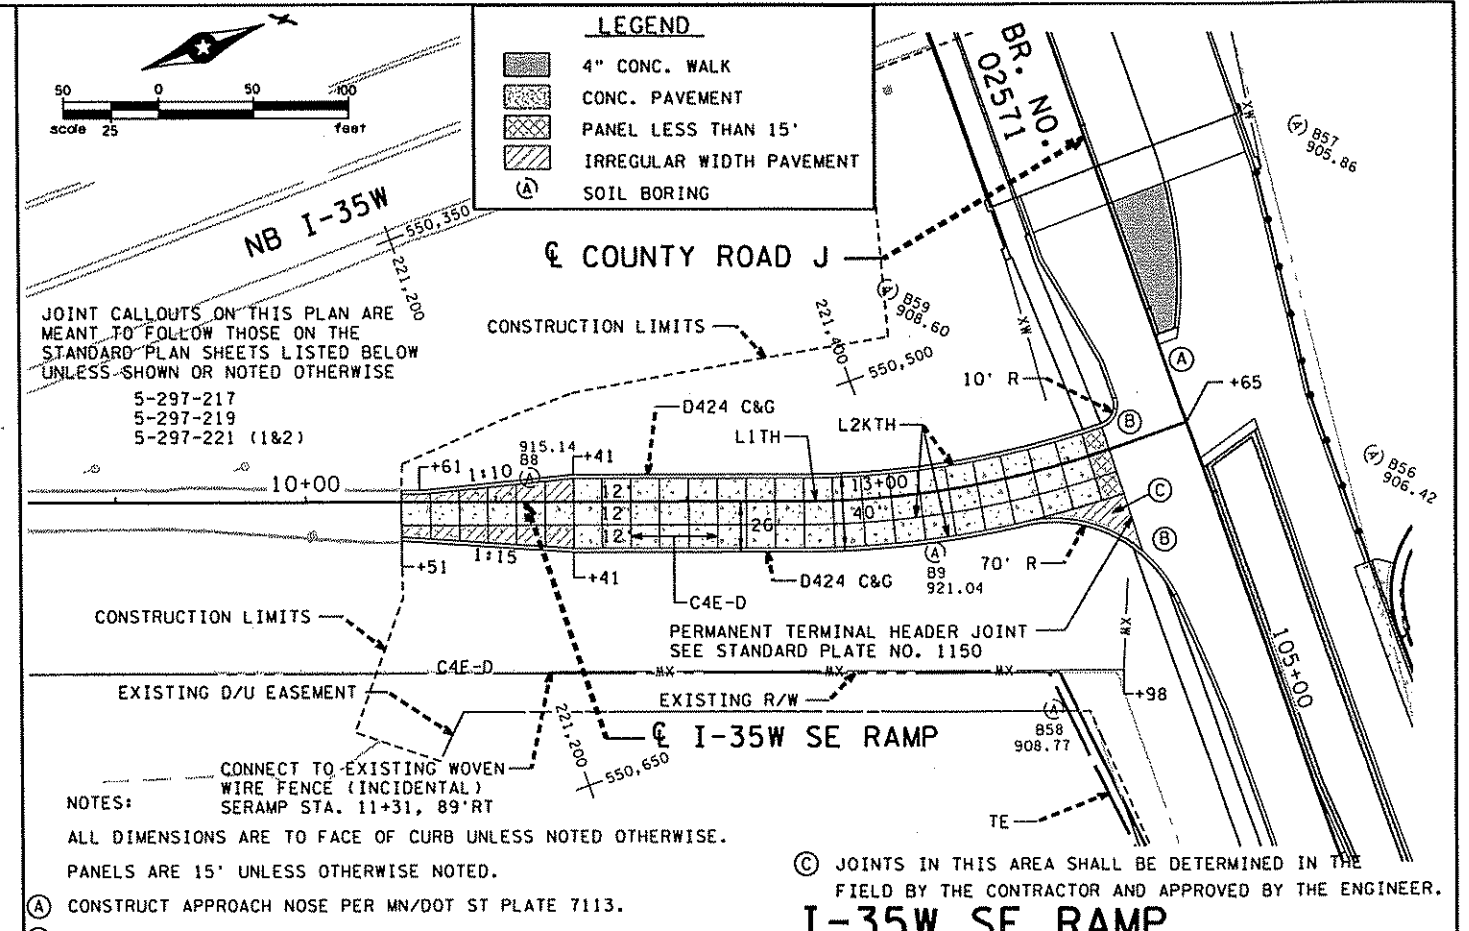 50 0 50 100
scale 25 feet
LEGEND
4" CONC. WALK
CONC. PAVEMENT
PANEL LESS THAN 15'
IRREGULAR WIDTH PAVEMENT
(A) SOIL BORING
BR. NO.
02571
XW
(A) B57
905.86
NB I-35W
550,350
221,200
℄ COUNTY ROAD J
(A) B59
908.60
XW
JOINT CALLOUTS ON THIS PLAN ARE
MEANT TO FOLLOW THOSE ON THE
STANDARD PLAN SHEETS LISTED BELOW
UNLESS SHOWN OR NOTED OTHERWISE
5-297-217
5-297-219
5-297-221 (1&2)
CONSTRUCTION LIMITS
221,400
550,500
10' R
(A)
+65
(B)
D424 C&G
L1TH
L2KTH
915.14
B8
(A)
+41
+61
1:10
10+00
12'
12'
12'
26'
13+00
40'
(A) B56
906.42
(C)
(B)
+51
1:15
+41
D424 C&G
C4E-D
(A)
B9
921.04
70' R
CONSTRUCTION LIMITS
PERMANENT TERMINAL HEADER JOINT
SEE STANDARD PLATE NO. 1150
WX
C4E-D
WX
WX
WX
EXISTING D/U EASEMENT
EXISTING R/W
+98
105+00
221,200
550,650
℄ I-35W SE RAMP
(A)
B58
908.77
CONNECT TO EXISTING WOVEN
WIRE FENCE (INCIDENTAL)
SERAMP STA. 11+31, 89'RT
TE
NOTES:
ALL DIMENSIONS ARE TO FACE OF CURB UNLESS NOTED OTHERWISE.
PANELS ARE 15' UNLESS OTHERWISE NOTED.
(A) CONSTRUCT APPROACH NOSE PER MN/DOT ST PLATE 7113.
(C) JOINTS IN THIS AREA SHALL BE DETERMINED IN THE
FIELD BY THE CONTRACTOR AND APPROVED BY THE ENGINEER.
I-35W SE RAMP